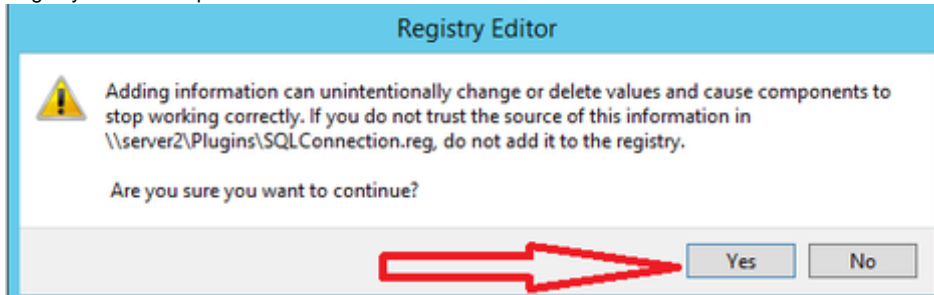 Registry Editor
Adding information can unintentionally change or delete values and cause components to
stop working correctly. If you do not trust the source of this information in
\\server2\Plugins\SQLConnection.reg, do not add it to the registry.
Are you sure you want to continue?
Yes No